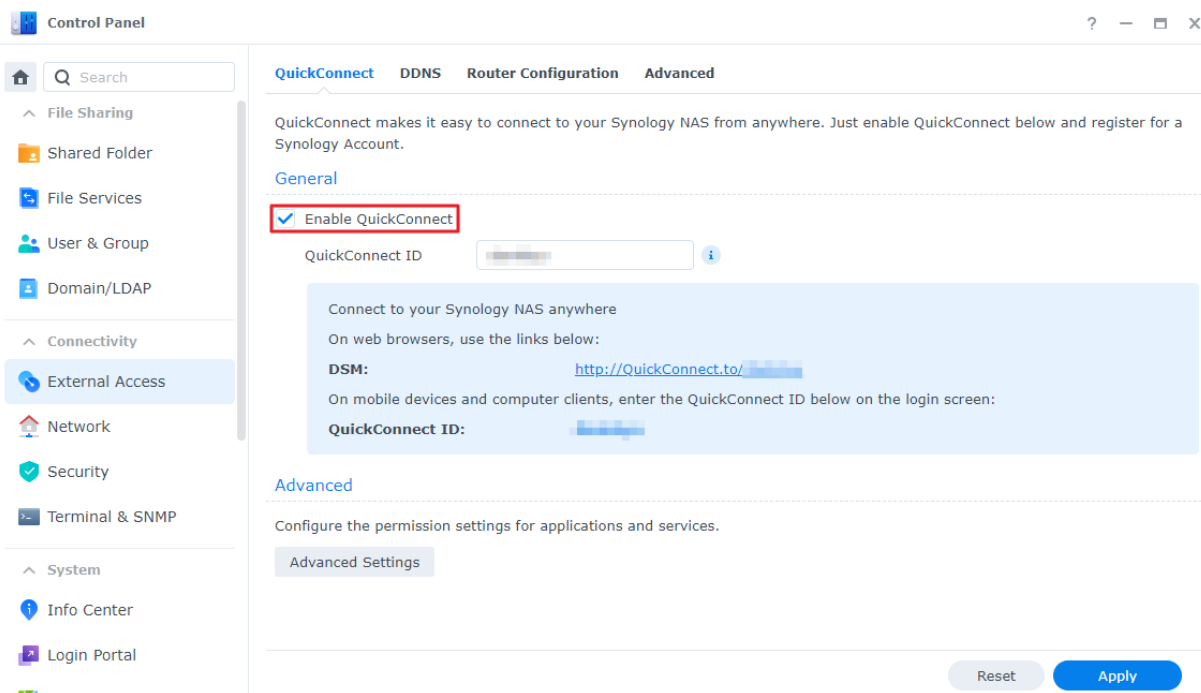 Control Panel
Search
File Sharing
Shared Folder
File Services
User & Group
Domain/LDAP
Connectivity
External Access
Network
Security
Terminal & SNMP
System
Info Center
Login Portal
QuickConnect DDNS Router Configuration Advanced
QuickConnect makes it easy to connect to your Synology NAS from anywhere. Just enable QuickConnect below and register for a
Synology Account.
General
Enable QuickConnect
QuickConnect ID
Connect to your Synology NAS anywhere
On web browsers, use the links below:
DSM: http://QuickConnect.to/
On mobile devices and computer clients, enter the QuickConnect ID below on the login screen:
QuickConnect ID:
Advanced
Configure the permission settings for applications and services.
Advanced Settings
Reset Apply